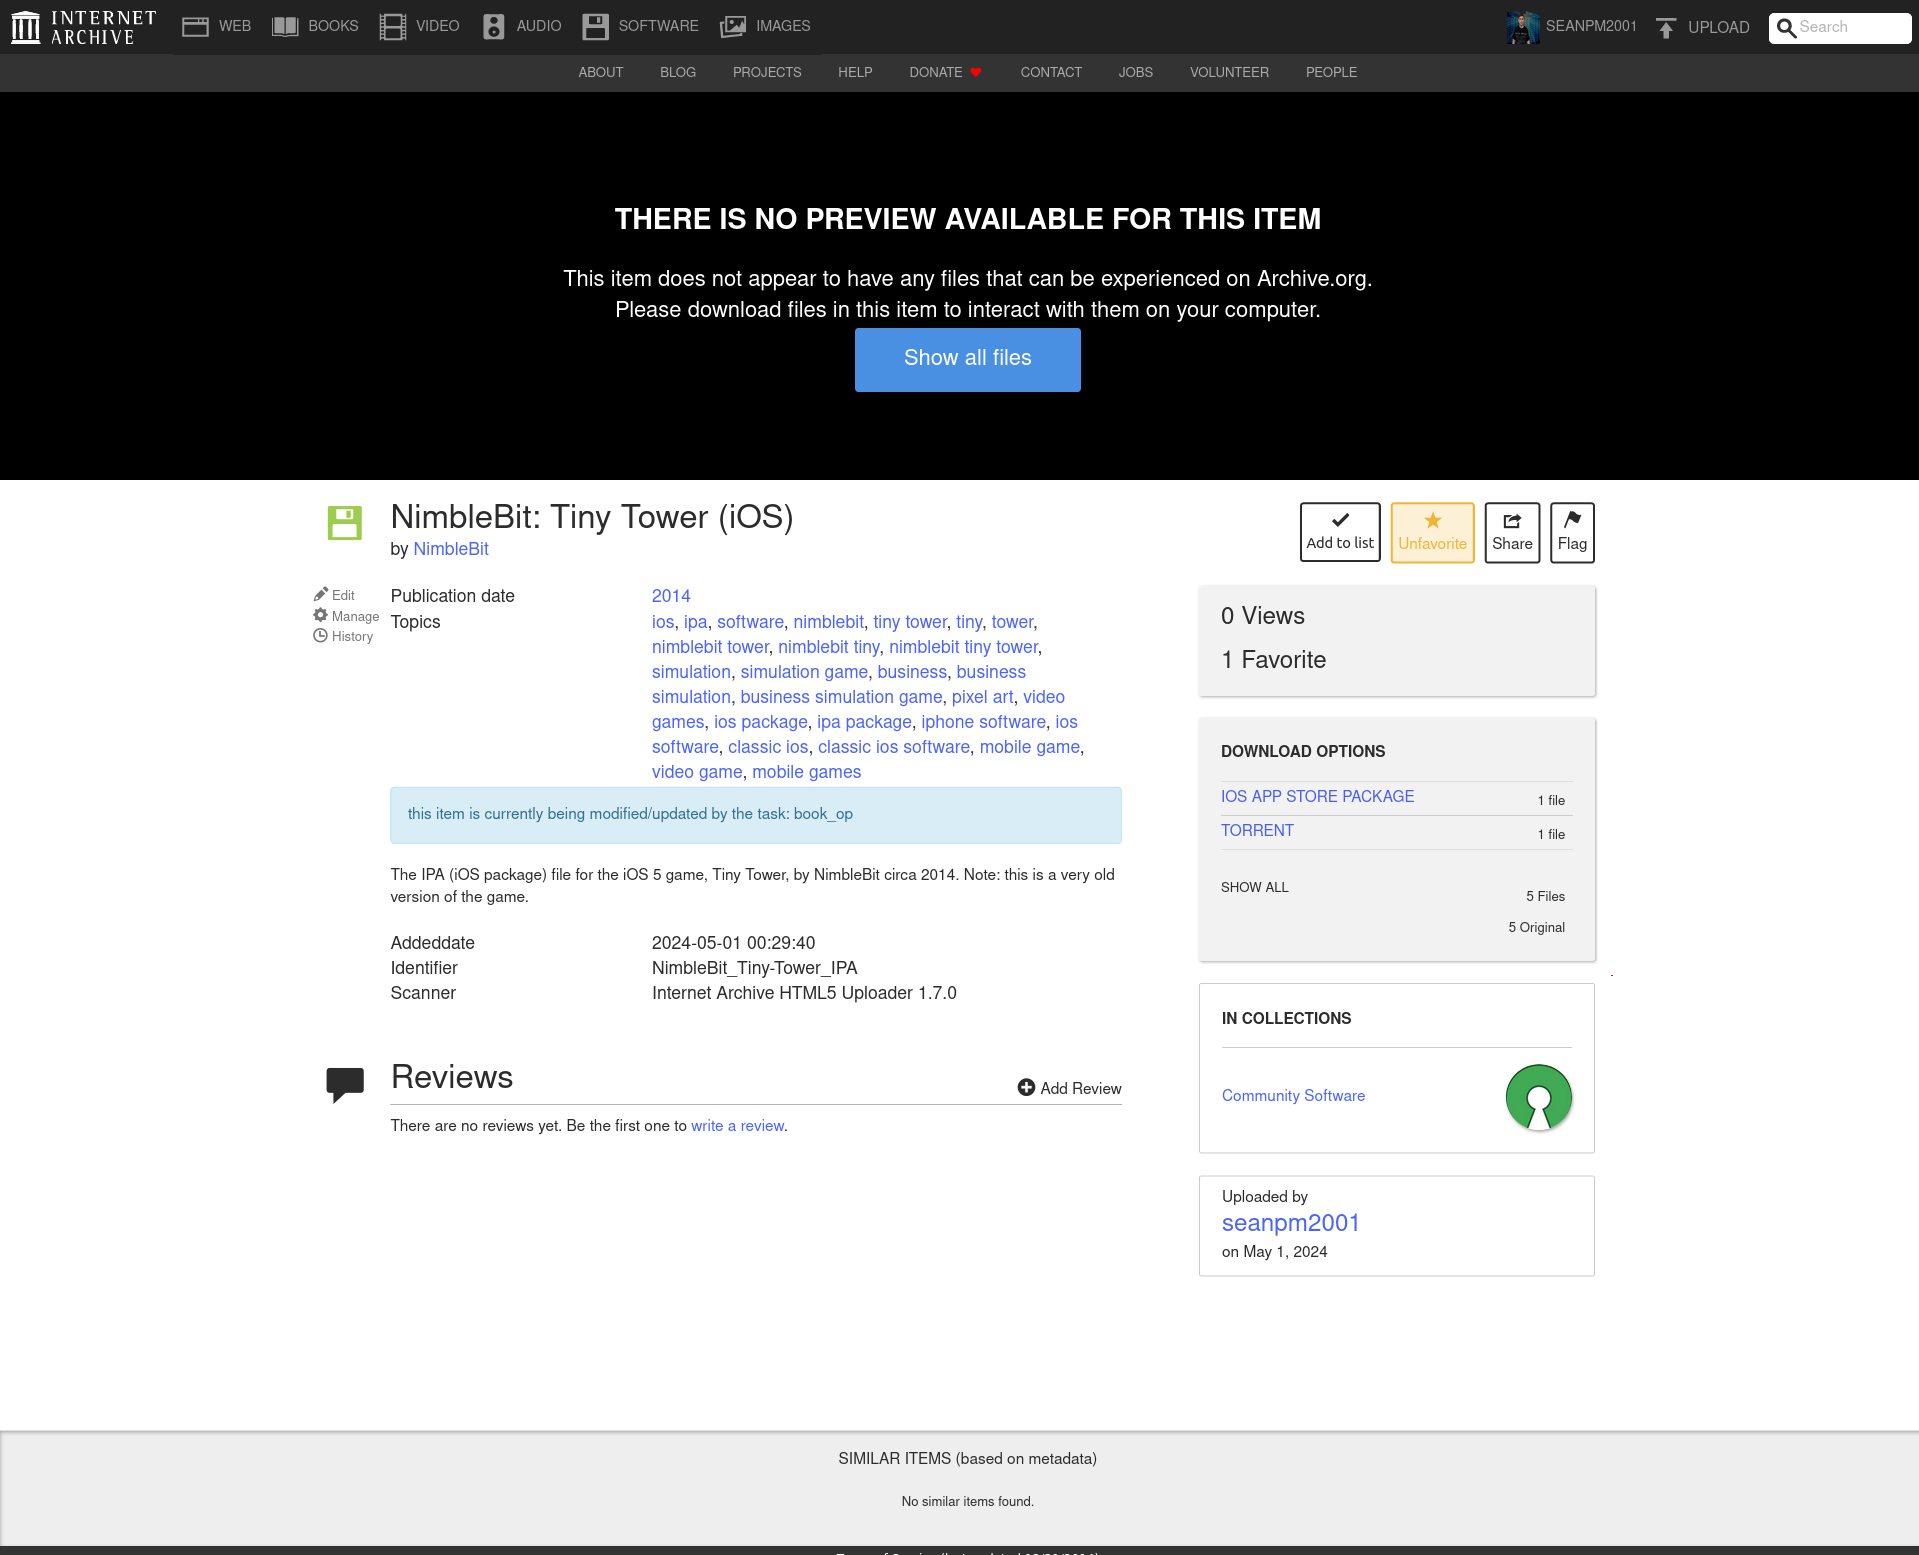 INTERNET ARCHIVE
WEB BOOKS VIDEO AUDIO SOFTWARE IMAGES SEANPM2001 UPLOAD Search
ABOUT BLOG PROJECTS HELP DONATE CONTACT JOBS VOLUNTEER PEOPLE
THERE IS NO PREVIEW AVAILABLE FOR THIS ITEM
This item does not appear to have any files that can be experienced on Archive.org.
Please download files in this item to interact with them on your computer.
Show all files
NimbleBit: Tiny Tower (iOS)
by NimbleBit
Add to list
Unfavorite
Share
Flag
Edit
Manage
History
Publication date 2014
Topics ios, ipa, software, nimblebit, tiny tower, tiny, tower,
nimblebit tower, nimblebit tiny, nimblebit tiny tower,
simulation, simulation game, business, business
simulation, business simulation game, pixel art, video
games, ios package, ipa package, iphone software, ios
software, classic ios, classic ios software, mobile game,
video game, mobile games
this item is currently being modified/updated by the task: book_op
The IPA (iOS package) file for the iOS 5 game, Tiny Tower, by NimbleBit circa 2014. Note: this is a very old
version of the game.
Addeddate 2024-05-01 00:29:40
Identifier NimbleBit_Tiny-Tower_IPA
Scanner Internet Archive HTML5 Uploader 1.7.0
Reviews
Add Review
There are no reviews yet. Be the first one to write a review.
0 Views
1 Favorite
DOWNLOAD OPTIONS
IOS APP STORE PACKAGE 1 file
TORRENT 1 file
SHOW ALL 5 Files
5 Original
IN COLLECTIONS
Community Software
Uploaded by
seanpm2001
on May 1, 2024
SIMILAR ITEMS (based on metadata)
No similar items found.